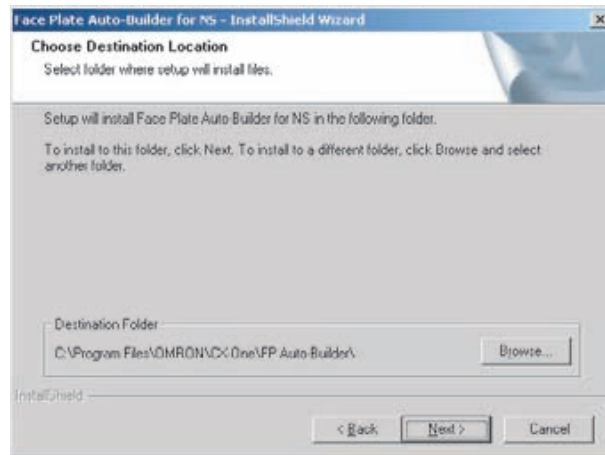 Face Plate Auto-Builder for NS - InstallShield Wizard
Choose Destination Location
Select folder where setup will install files.
Setup will install Face Plate Auto-Builder for NS in the following folder.
To install to this folder, click Next. To install to a different folder, click Browse and select
another folder.
Destination Folder
C:\Program Files\OMRON\CX-One\FP Auto-Builder\
Browse...
InstallShield
< Back
Next >
Cancel